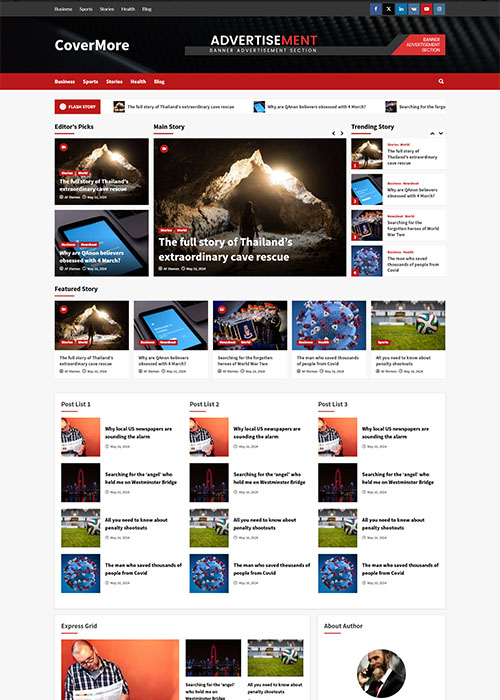 Business Sports Stories Health Blog
CoverMore
ADVERTISEMENT
BANNER ADVERTISEMENT SECTION
BANNER
ADVERTISEMENT
SECTION
Business Sports Stories Health Blog
FLASH STORY
The full story of Thailand's extraordinary cave rescue
Why are QAnon believers obsessed with 4 March?
Searching for the forgo
Editor's Picks
Stories World
The full story of Thailand's
extraordinary cave rescue
AF themes May 16, 2024
Business Newsbeat
Why are QAnon believers
obsessed with 4 March?
AF themes May 16, 2024
Main Story
Stories World
The full story of Thailand's
extraordinary cave rescue
AF themes May 16, 2024
Trending Story
1
Stories World
The full story of
Thailand's extraordinary
cave rescue
2
Business Newsbeat
Why are QAnon believers
obsessed with 4 March?
3
Newsbeat World
Searching for the
forgotten heroes of World
War Two
4
Business Health
The man who saved
thousands of people from
Covid
Featured Story
Stories World
The full story of Thailand's
extraordinary cave rescue
AF themes May 16, 2024
Business Newsbeat
Why are QAnon believers
obsessed with 4 March?
AF themes May 16, 2024
Newsbeat World
Searching for the forgotten
heroes of World War Two
AF themes May 16, 2024
Business Health
The man who saved thousands
of people from Covid
AF themes May 16, 2024
Sports
All you need to know about
penalty shootouts
AF themes May 16, 2024
Post List 1
Why local US newspapers are
sounding the alarm
May 16, 2024
Searching for the 'angel' who
held me on Westminster Bridge
May 16, 2024
All you need to know about
penalty shootouts
May 16, 2024
The man who saved thousands of
people from Covid
May 16, 2024
Post List 2
Why local US newspapers are
sounding the alarm
May 16, 2024
Searching for the 'angel' who
held me on Westminster Bridge
May 16, 2024
All you need to know about
penalty shootouts
May 16, 2024
The man who saved thousands of
people from Covid
May 16, 2024
Post List 3
Why local US newspapers are
sounding the alarm
May 16, 2024
Searching for the 'angel' who
held me on Westminster Bridge
May 16, 2024
All you need to know about
penalty shootouts
May 16, 2024
The man who saved thousands of
people from Covid
May 16, 2024
Express Grid
Searching for the 'angel'
who held me on
Westminster Bridge
All you need to know
about penalty shootouts
May 16, 2024
About Author